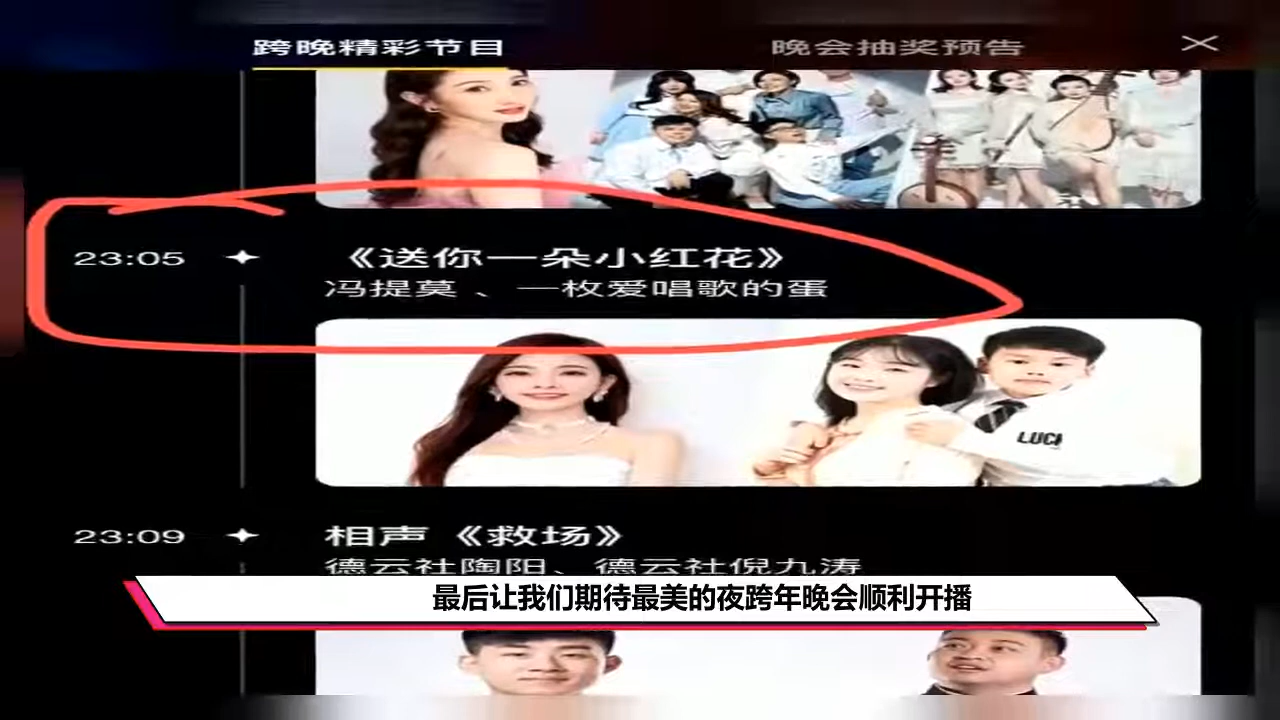 跨晚精彩节目
晚会抽奖预告
23:05
《送你一朵小红花》
冯提莫、一枚爱唱歌的蛋
LUCK
23:09
相声《救场》
德云社陶阳、德云社倪九涛
最后让我们期待最美的夜跨年晚会顺利开播